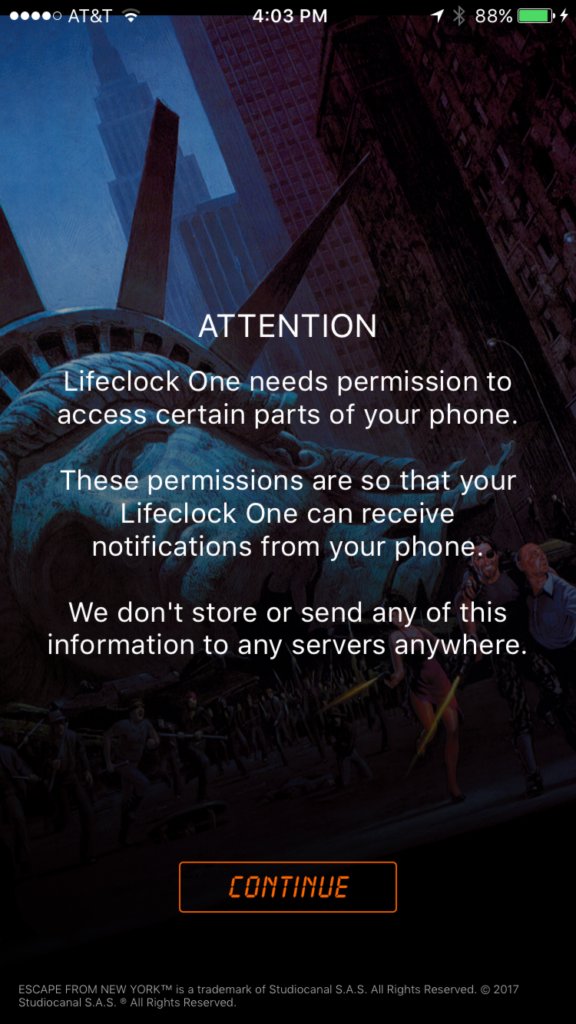 AT&T 4:03 PM 88%
ATTENTION
Lifeclock One needs permission to
access certain parts of your phone.
These permissions are so that your
Lifeclock One can receive
notifications from your phone.
We don't store or send any of this
information to any servers anywhere.
CONTINUE
ESCAPE FROM NEW YORK™ is a trademark of Studiocanal S.A.S. All Rights Reserved. © 2017
Studiocanal S.A.S. ® All Rights Reserved.